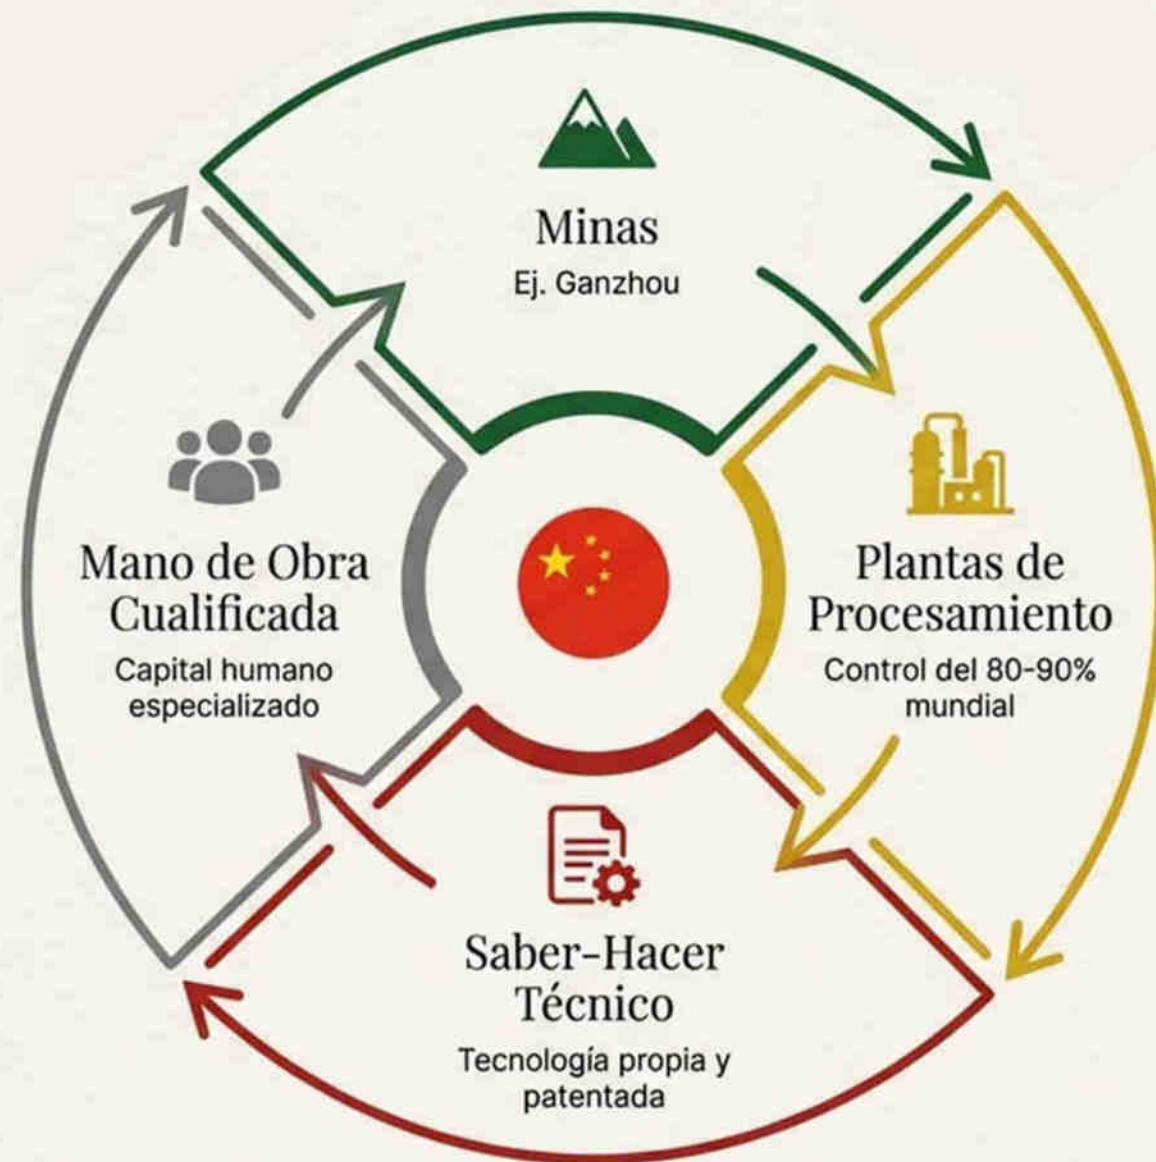 Minas
Ej. Ganzhou
Mano de Obra
Cualificada
Capital humano
especializado
Plantas de
Procesamiento
Control del 80-90%
mundial
Saber-Hacer
Técnico
Tecnología propia y
patentada